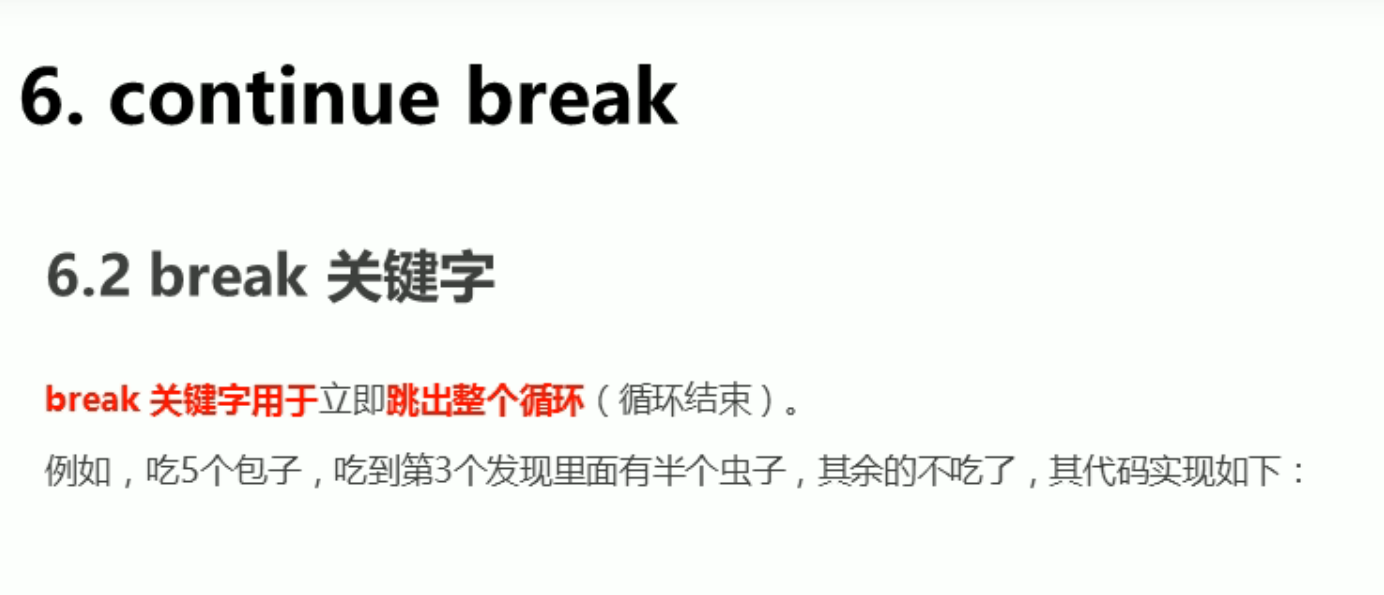 6. continue break
6.2 break 关键字
break 关键字用于立即跳出整个循环（循环结束）。
例如，吃5个包子，吃到第3个发现里面有半个虫子，其余的不吃了，其代码实现如下：